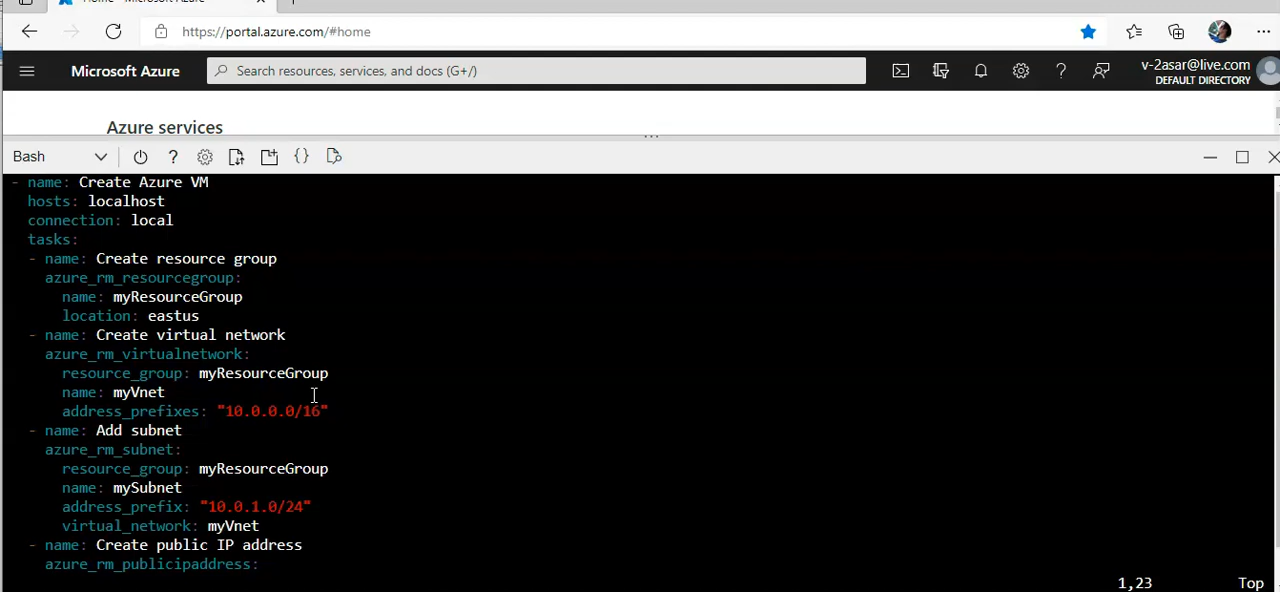 Home - Microsoft Azure
https://portal.azure.com/#home
Microsoft Azure
Search resources, services, and docs (G+/)
v-2asar@live.com
DEFAULT DIRECTORY
Azure services
...
Bash
- name: Create Azure VM
hosts: localhost
connection: local
tasks:
- name: Create resource group
azure_rm_resourcegroup:
name: myResourceGroup
location: eastus
- name: Create virtual network
azure_rm_virtualnetwork:
resource_group: myResourceGroup
name: myVnet
address_prefixes: "10.0.0.0/16"
- name: Add subnet
azure_rm_subnet:
resource_group: myResourceGroup
name: mySubnet
address_prefix: "10.0.1.0/24"
virtual_network: myVnet
- name: Create public IP address
azure_rm_publicipaddress:
1,23 Top